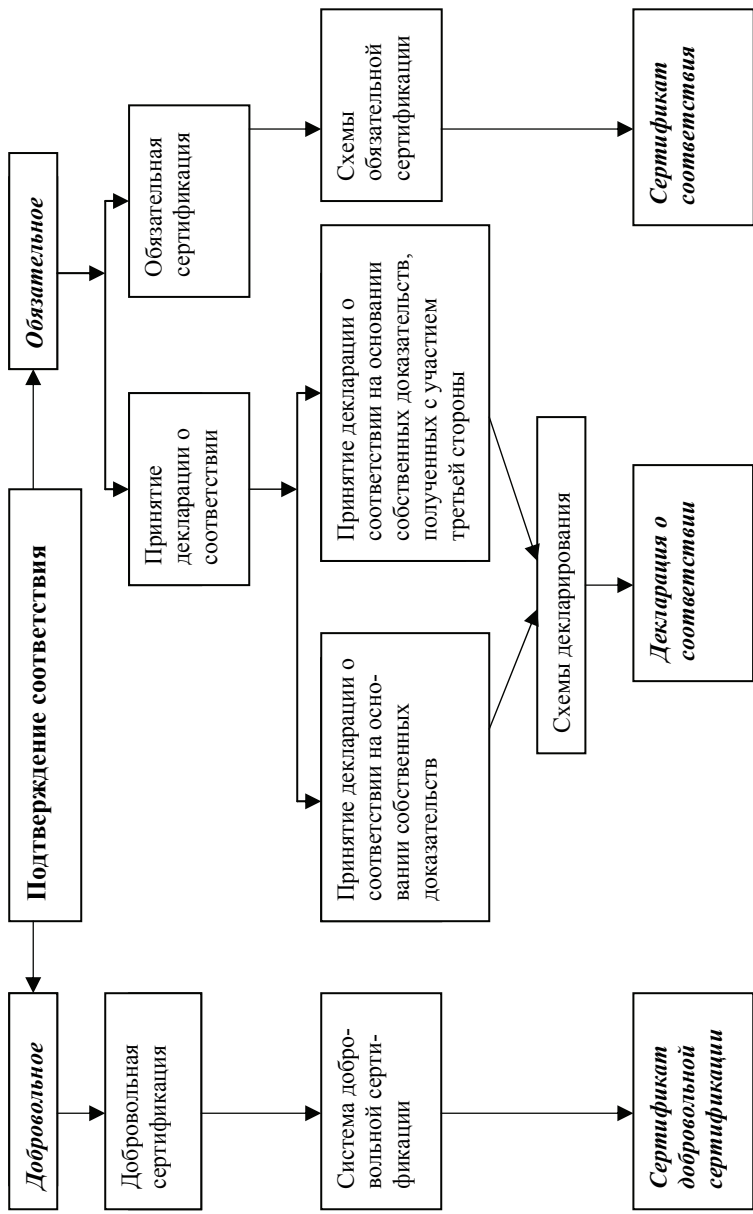 Подтверждение соответствия
Добровольное
Обязательное
Добровольная
сертификация
Принятие
декларации о
соответствии
Обязательная
сертификация
Система добро-
вольной серти-
фикации
Принятие декларации о
соответствии на осно-
вании собственных
доказательств
Принятие декларации о
соответствии на основании
собственных доказательств,
полученных с участием
третьей стороны
Схемы
обязательной
сертификации
Схемы декларирования
Сертификат
добровольной
сертификации
Декларация о
соответствии
Сертификат
соответствия